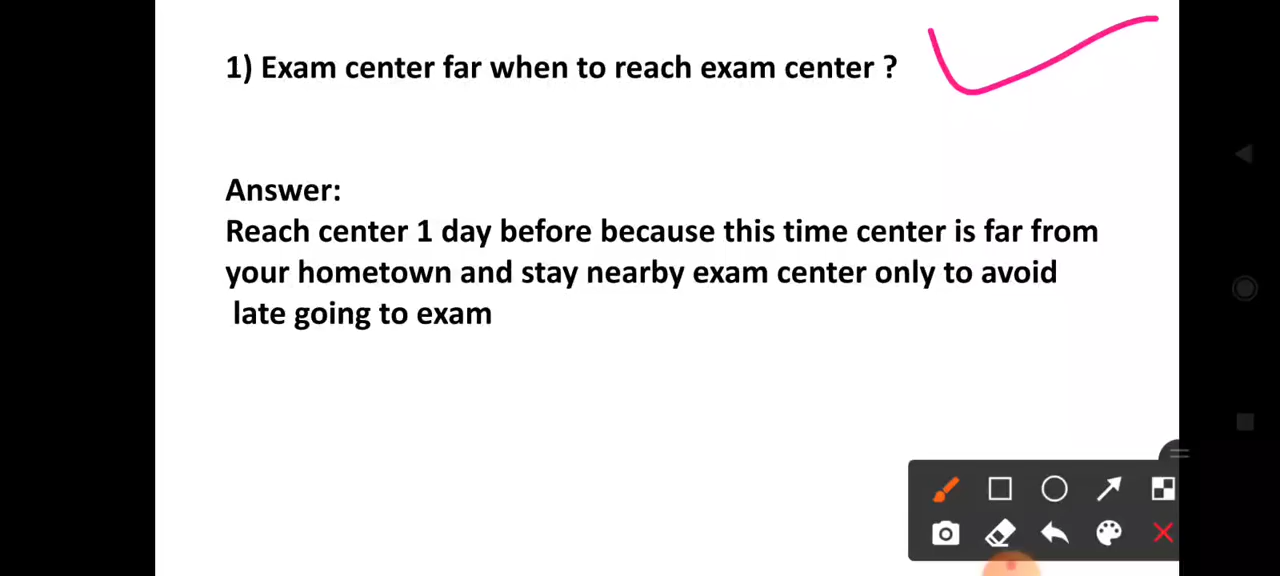 1) Exam center far when to reach exam center ?
Answer:
Reach center 1 day before because this time center is far from
your hometown and stay nearby exam center only to avoid
late going to exam